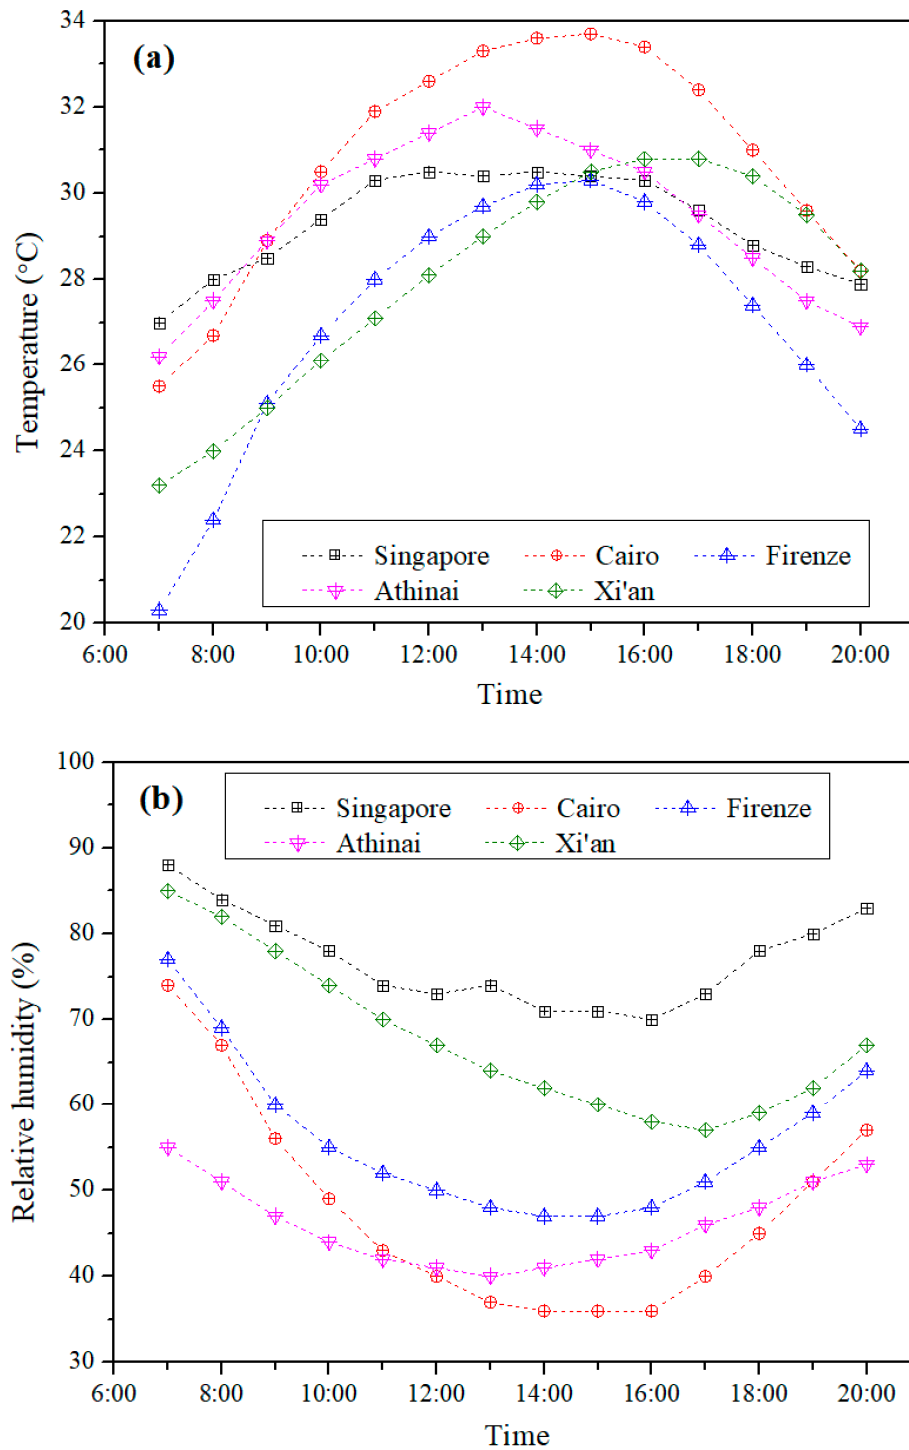 (a)
34
32
30
28
26
24
22
20
Temperature (°C)
Singapore Cairo Firenze
Athinai Xi'an
6:00 8:00 10:00 12:00 14:00 16:00 18:00 20:00
Time
(b)
100
90
80
70
60
50
40
30
Relative humidity (%)
Singapore Cairo Firenze
Athinai Xi'an
6:00 8:00 10:00 12:00 14:00 16:00 18:00 20:00
Time